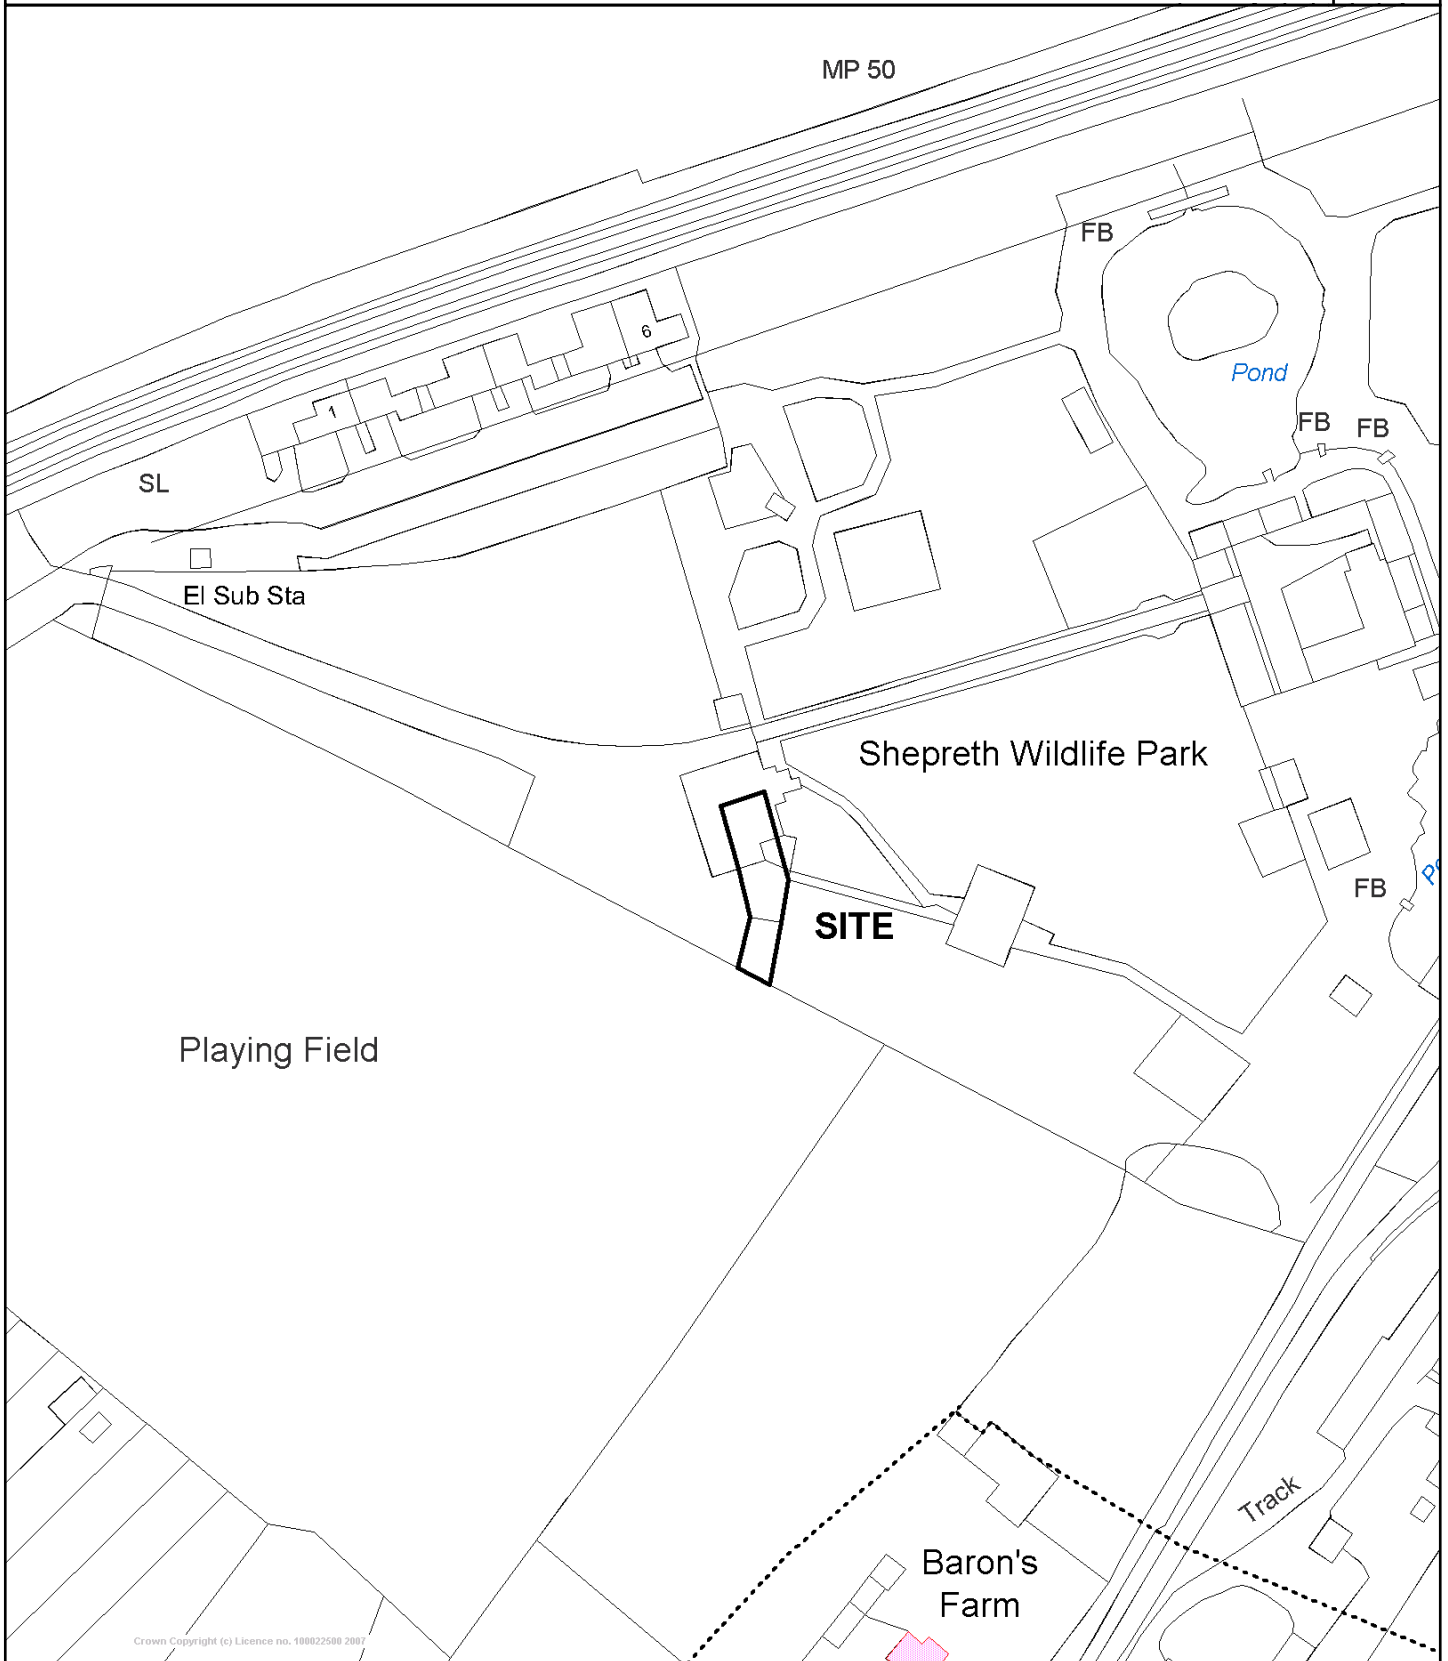 MP 50
FB
6
Pond
1
FB
FB
SL
El Sub Sta
Shepreth Wildlife Park
FB
SITE
Playing Field
Track
Baron's
Farm
Crown Copyright (c) Licence no. 100022500 2007